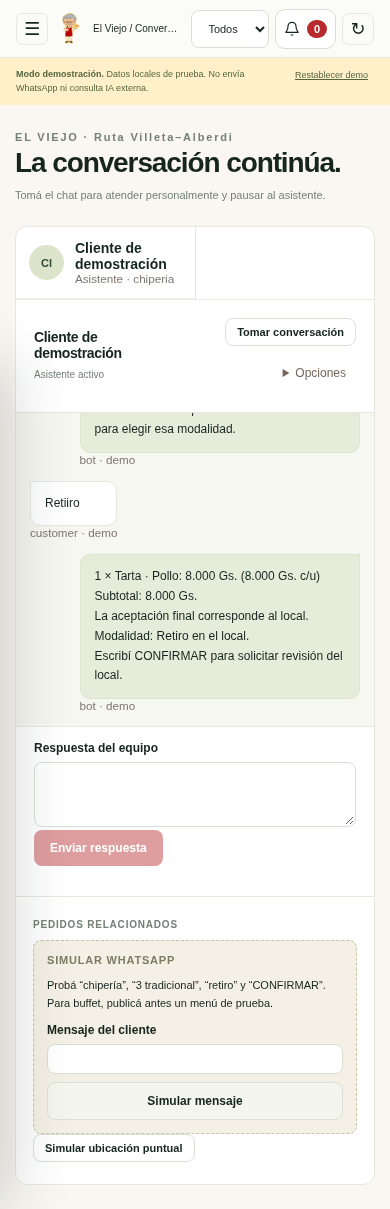 ☰ El Viejo / Conver… Todos 0 ↻
Modo demostración. Datos locales de prueba. No envía
WhatsApp ni consulta IA externa.
Restablecer demo
EL VIEJO · Ruta Villeta–Alberdi
La conversación continúa.
Tomá el chat para atender personalmente y pausar al asistente.
CI
Cliente de
demostración
Asistente · chiperia
Cliente de
demostración
Asistente activo
Tomar conversación
▶ Opciones
para elegir esa modalidad.
bot · demo
Retiiro
customer · demo
1 × Tarta · Pollo: 8.000 Gs. (8.000 Gs. c/u)
Subtotal: 8.000 Gs.
La aceptación final corresponde al local.
Modalidad: Retiro en el local.
Escribí CONFIRMAR para solicitar revisión del
local.
bot · demo
Respuesta del equipo
Enviar respuesta
PEDIDOS RELACIONADOS
SIMULAR WHATSAPP
Probá “chipería”, “3 tradicional”, “retiro” y “CONFIRMAR”.
Para buffet, publicá antes un menú de prueba.
Mensaje del cliente
Simular mensaje
Simular ubicación puntual